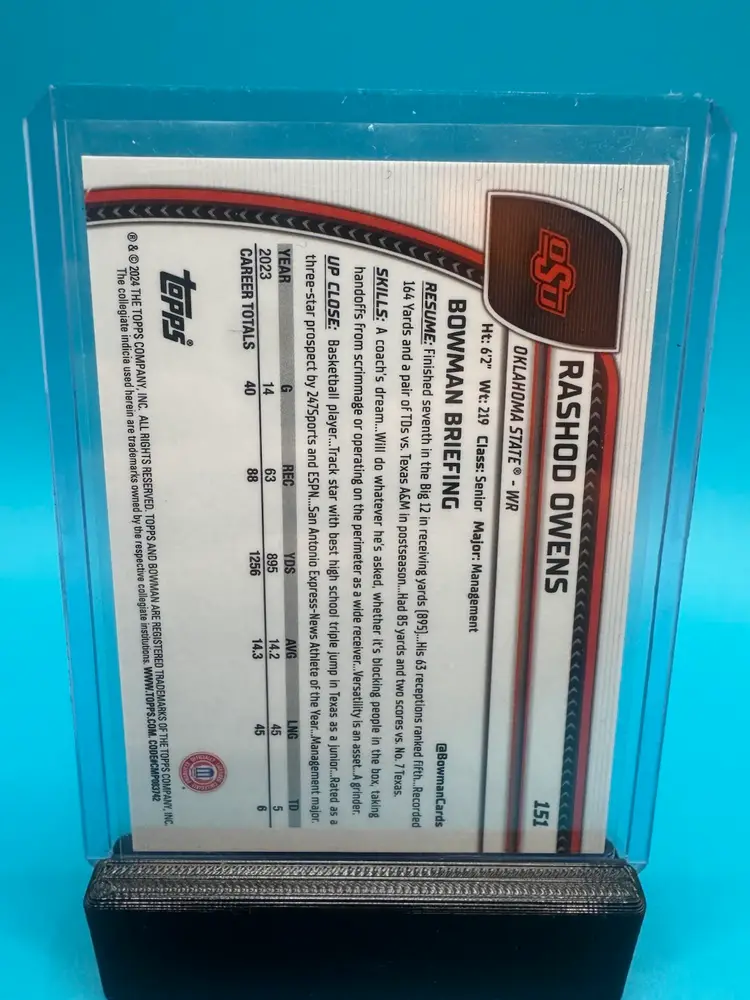 151
RASHOD OWENS
OSU
OKLAHOMA STATE® - WR
Ht: 6'2" Wt: 219 Class: Senior Major: Management
BOWMAN BRIEFING
@BowmanCards
RESUME: Finished seventh in the Big 12 in receiving yards (895)...His 63 receptions ranked fifth...Recorded
164 Yards and a pair of TDs vs. Texas A&M in postseason...Had 85 yards and two scores vs. No. 7 Texas.
SKILLS: A coach's dream...Will do whatever he's asked, whether it's blocking people in the box, taking
handoffs from scrimmage or operating on the perimeter as a wide receiver...Versatility is an asset...A grinder.
UP CLOSE: Basketball player...Track star with best high school triple jump in Texas as a junior...Rated as a
three-star prospect by 247Sports and ESPN...San Antonio Express-News Athlete of the Year...Management major.
YEAR G REC YDS AVG LNG TD
2023 14 63 895 14.2 45 5
CAREER TOTALS 40 88 1256 14.3 45 6
topps®
® & © 2024 THE TOPPS COMPANY, INC. ALL RIGHTS RESERVED. TOPPS AND BOWMAN ARE REGISTERED TRADEMARKS OF THE TOPPS COMPANY, INC.
The collegiate indicia used herein are trademarks owned by the respective collegiate institutions. WWW.TOPPS.COM. CODE#CMP003742